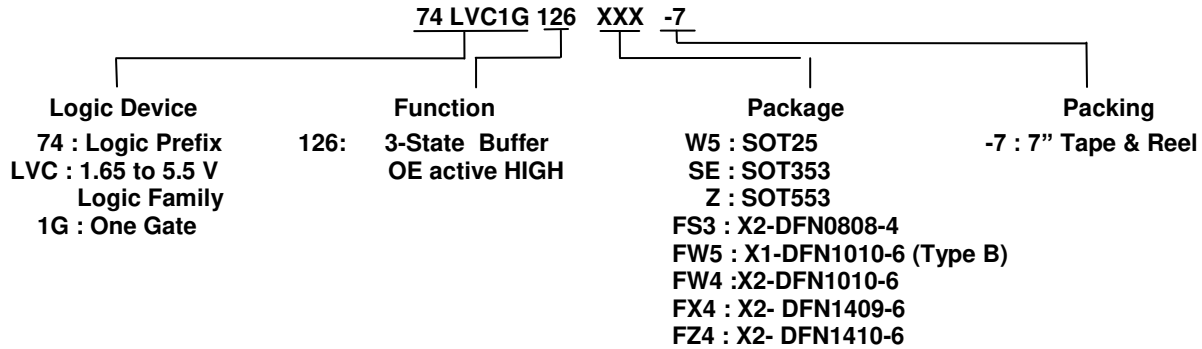 74 LVC1G 126 XXX -7
Logic Device Function Package Packing
74 : Logic Prefix 126: 3-State Buffer W5 : SOT25 -7 : 7” Tape & Reel
LVC : 1.65 to 5.5 V OE active HIGH SE : SOT353
Logic Family Z : SOT553
1G : One Gate FS3 : X2-DFN0808-4
FW5 : X1-DFN1010-6 (Type B)
FW4 :X2-DFN1010-6
FX4 : X2- DFN1409-6
FZ4 : X2- DFN1410-6